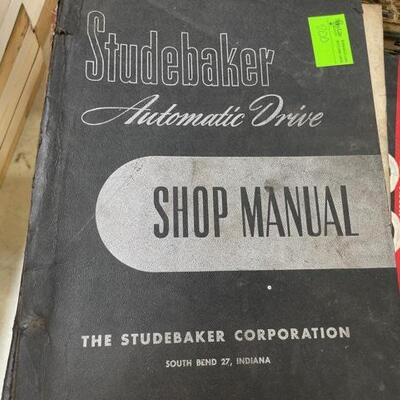 Studebaker
Automatic Drive
SHOP MANUAL
THE STUDEBAKER CORPORATION
SOUTH BEND 27, INDIANA